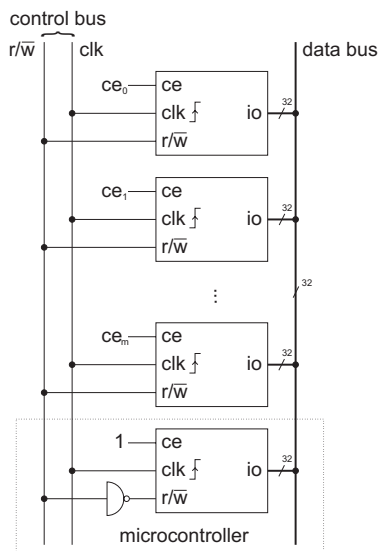 control bus
r/w̅ clk data bus
ce₀ ce
clk io 32
r/w̅
ce₁ ce
clk io 32
r/w̅
⋮ 32
ceₘ ce
clk io 32
r/w̅
1 ce
clk io 32
r/w̅
microcontroller